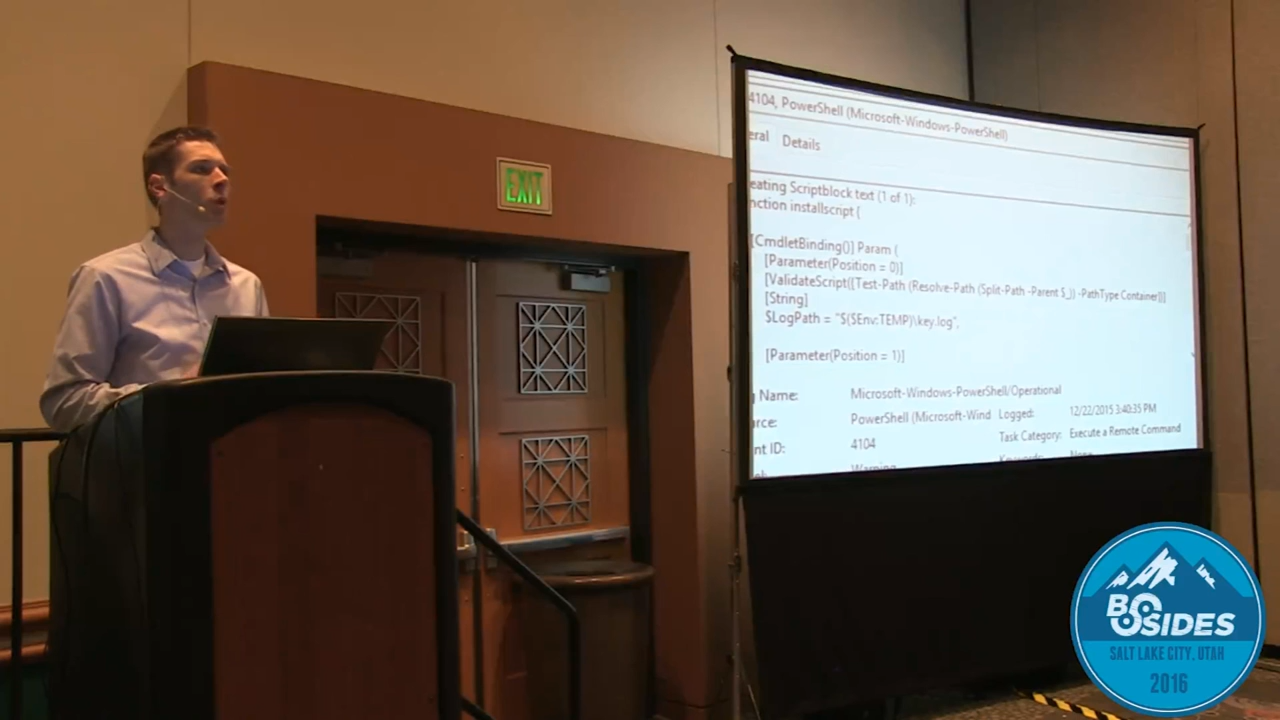 EXIT
4104, PowerShell (Microsoft-Windows-PowerShell)
eral Details
eating Scriptblock text (1 of 1):
nction installscript {
[CmdletBinding()] Param (
[Parameter(Position = 0)]
[ValidateScript({Test-Path (Resolve-Path (Split-Path -Parent $_)) -PathType Container})]
[String]
$LogPath = "$($Env:TEMP)\key.log",
[Parameter(Position = 1)]
Name: Microsoft-Windows-PowerShell/Operational
rce: PowerShell (Microsoft-Wind Logged: 12/22/2015 3:40:35 PM
nt ID: 4104 Task Category: Execute a Remote Command
Warning None
BSIDES
SALT LAKE CITY, UTAH
2016